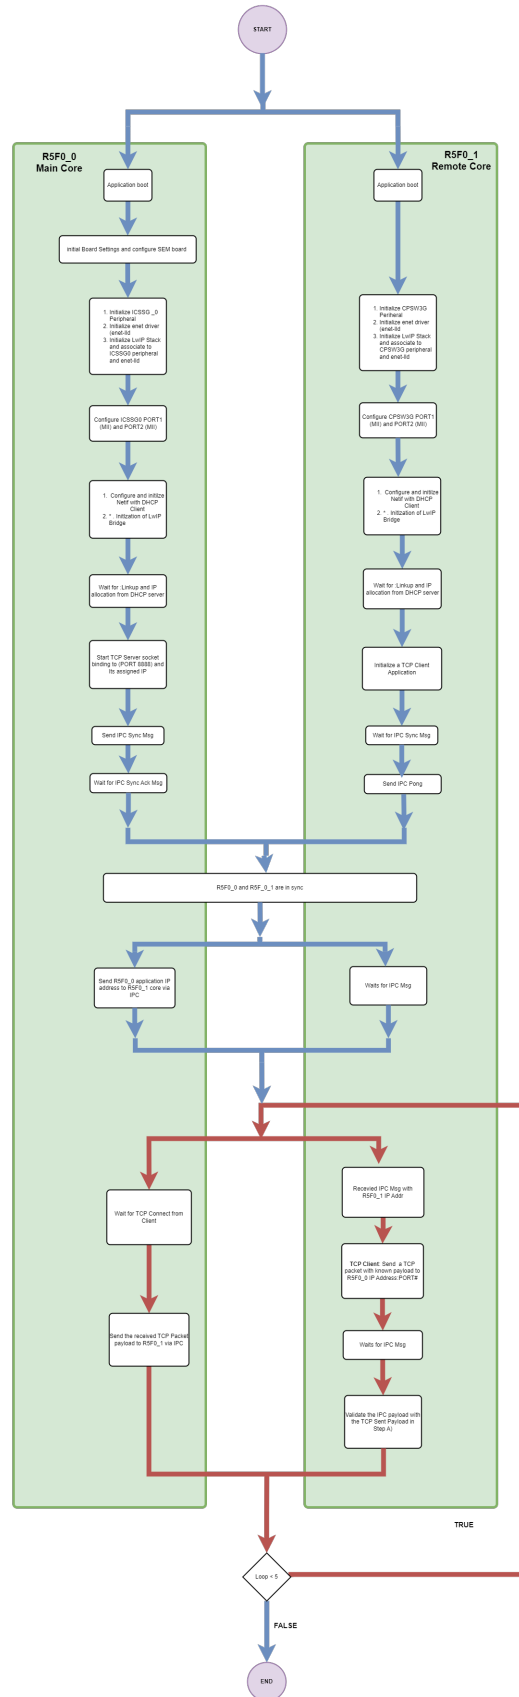 START
R5F0_0
Main Core
R5F0_1
Remote Core
Application boot
Application boot
initial Board Settings and configure SEM board
1. Initialize ICSSG _0
Peripheral
2. Initialize enet driver
(enet-lld
3. Initialize LwIP Stack
and associate to
ICSSG0 peripheral
and enet-lld
1. Initialize CPSW3G
Periheral
2. Initialize enet driver
(enet-lld
3. Initialize LwIP Stack
and associate to
CPSW3G peripheral
and enet-lld
Configure ICSSG0 PORT1
(MII) and PORT2 (MII)
Configure CPSW3G PORT1
(MII) and PORT2 (MII)
1. Configure and initlize
Netif with DHCP
Client
2. * . Initization of LwIP
Bridge
1. Configure and initlize
Netif with DHCP
Client
2. * . Initization of LwIP
Bridge
Wait for :Linkup and IP
allocation from DHCP server
Wait for :Linkup and IP
allocation from DHCP server
Start TCP Server socket
binding to (PORT 8888) and
its assigned IP
Initialize a TCP Client
Application
Send IPC Sync Msg
Wait for IPC Sync Msg
Wait for IPC Sync Ack Msg
Send IPC Pong
R5F0_0 and R5F_0_1 are in sync
Send R5F0_0 application IP
address to R5F0_1 core via
IPC
Waits for IPC Msg
Wait for TCP Connect from
Client
Recevied IPC Msg with
R5F0_1 IP Addr
TCP Client: Send a TCP
packet with known payload to
R5F0_0 IP Address:PORT#
Send the received TCP Packet
payload to R5F0_1 via IPC
Waits for IPC Msg
Validate the IPC payload with
the TCP Sent Payload in
Step A)
TRUE
Loop < 5
FALSE
END